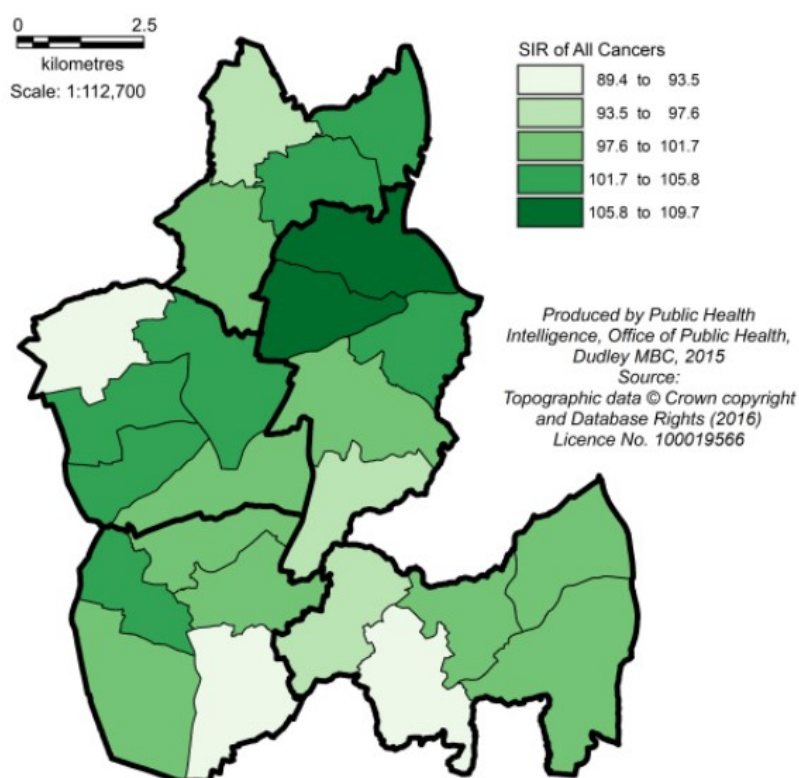 0 2.5
kilometres
Scale: 1:112,700
SIR of All Cancers
89.4 to 93.5
93.5 to 97.6
97.6 to 101.7
101.7 to 105.8
105.8 to 109.7
Produced by Public Health
Intelligence, Office of Public Health,
Dudley MBC, 2015
Source:
Topographic data © Crown copyright
and Database Rights (2016)
Licence No. 100019566